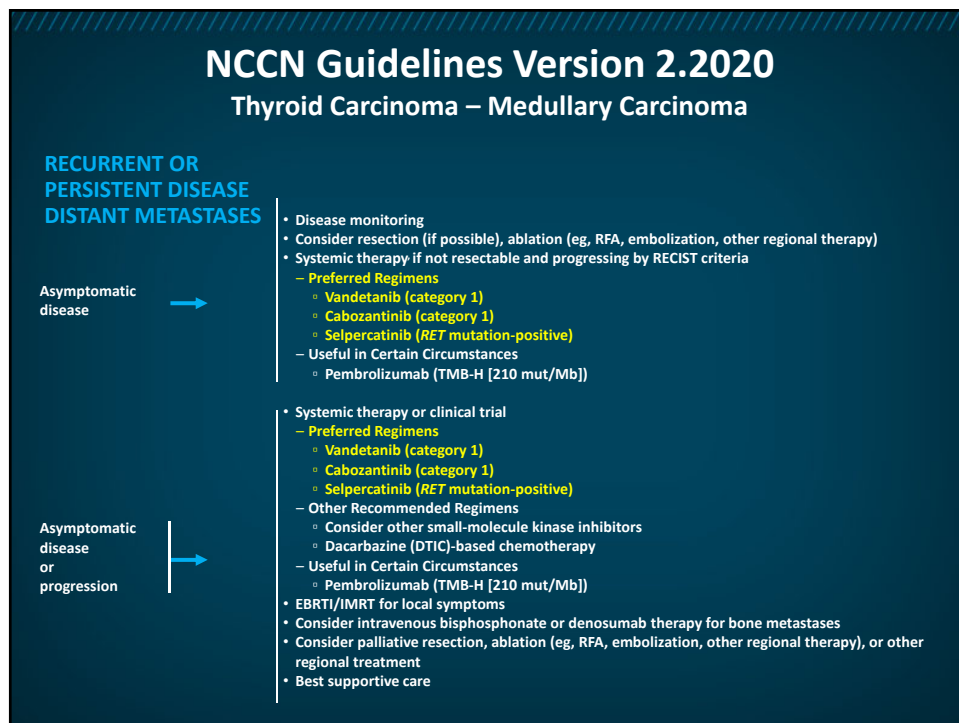 NCCN Guidelines Version 2.2020
Thyroid Carcinoma – Medullary Carcinoma
RECURRENT OR
PERSISTENT DISEASE
DISTANT METASTASES
Asymptomatic
disease
• Disease monitoring
• Consider resection (if possible), ablation (eg, RFA, embolization, other regional therapy)
• Systemic therapy if not resectable and progressing by RECIST criteria
– Preferred Regimens
▫ Vandetanib (category 1)
▫ Cabozantinib (category 1)
▫ Selpercatinib (RET mutation-positive)
– Useful in Certain Circumstances
▫ Pembrolizumab (TMB-H [210 mut/Mb])
Asymptomatic
disease
or
progression
• Systemic therapy or clinical trial
– Preferred Regimens
▫ Vandetanib (category 1)
▫ Cabozantinib (category 1)
▫ Selpercatinib (RET mutation-positive)
– Other Recommended Regimens
▫ Consider other small-molecule kinase inhibitors
▫ Dacarbazine (DTIC)-based chemotherapy
– Useful in Certain Circumstances
▫ Pembrolizumab (TMB-H [210 mut/Mb])
• EBRTI/IMRT for local symptoms
• Consider intravenous bisphosphonate or denosumab therapy for bone metastases
• Consider palliative resection, ablation (eg, RFA, embolization, other regional therapy), or other
regional treatment
• Best supportive care